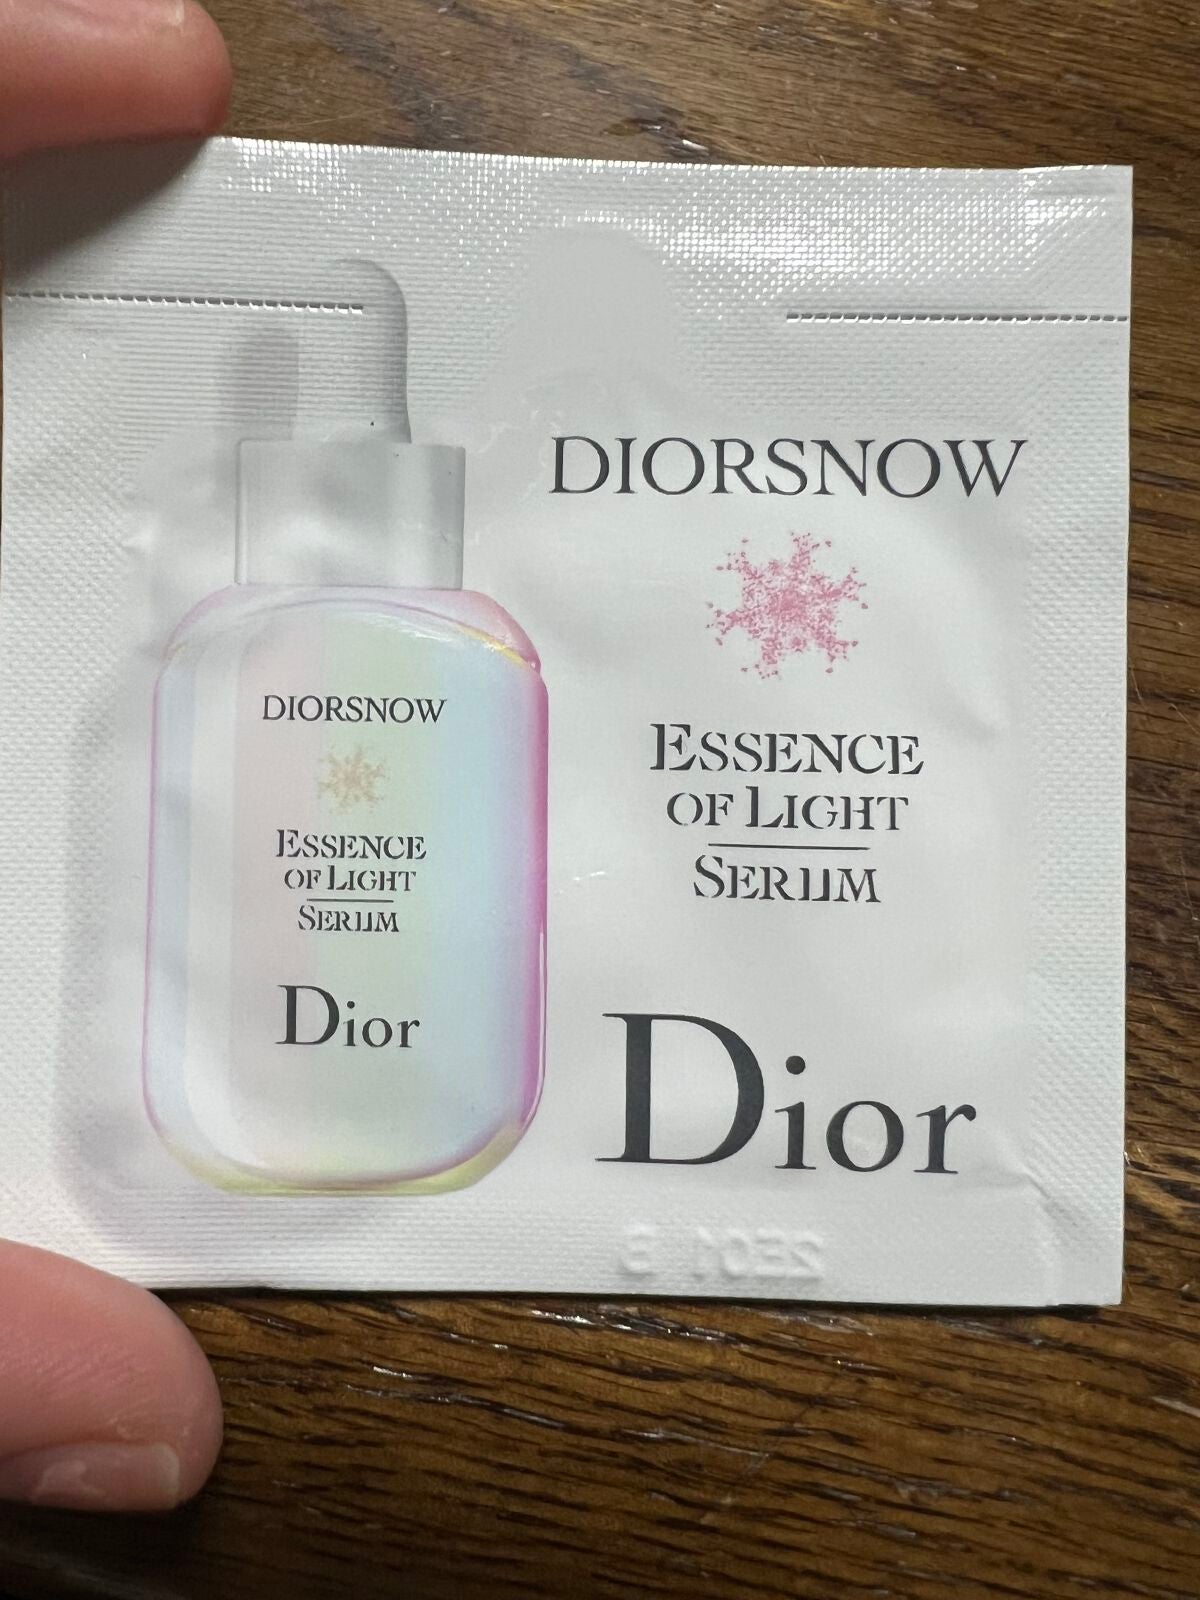 DIORSNOW
ESSENCE
OF LIGHT
SERUM
Dior
DIORSNOW
ESSENCE
OF LIGHT
SERUM
Dior